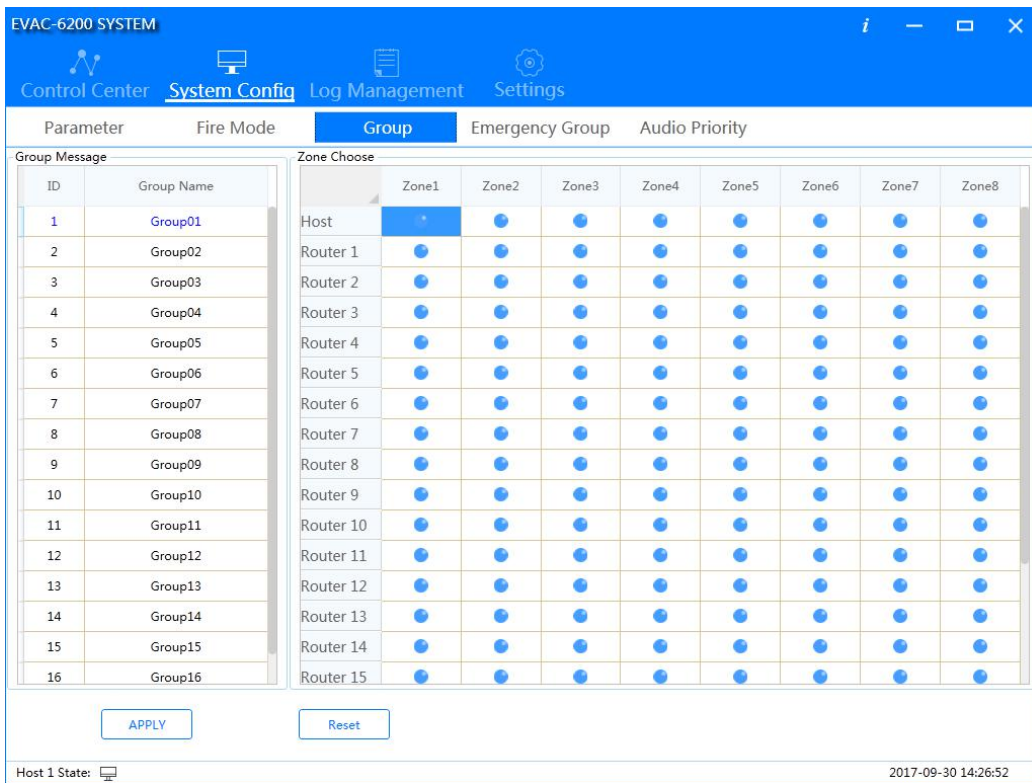 EVAC-6200 SYSTEM
Control Center System Config Log Management Settings
Parameter Fire Mode Group Emergency Group Audio Priority
Group Message Zone Choose
ID Group Name Zone1 Zone2 Zone3 Zone4 Zone5 Zone6 Zone7 Zone8
1 Group01 Host
2 Group02 Router 1
3 Group03 Router 2
4 Group04 Router 3
5 Group05 Router 4
6 Group06 Router 5
7 Group07 Router 6
8 Group08 Router 7
9 Group09 Router 8
10 Group10 Router 9
11 Group11 Router 10
12 Group12 Router 11
13 Group13 Router 12
14 Group14 Router 13
15 Group15 Router 14
16 Group16 Router 15
APPLY Reset
Host 1 State: 2017-09-30 14:26:52